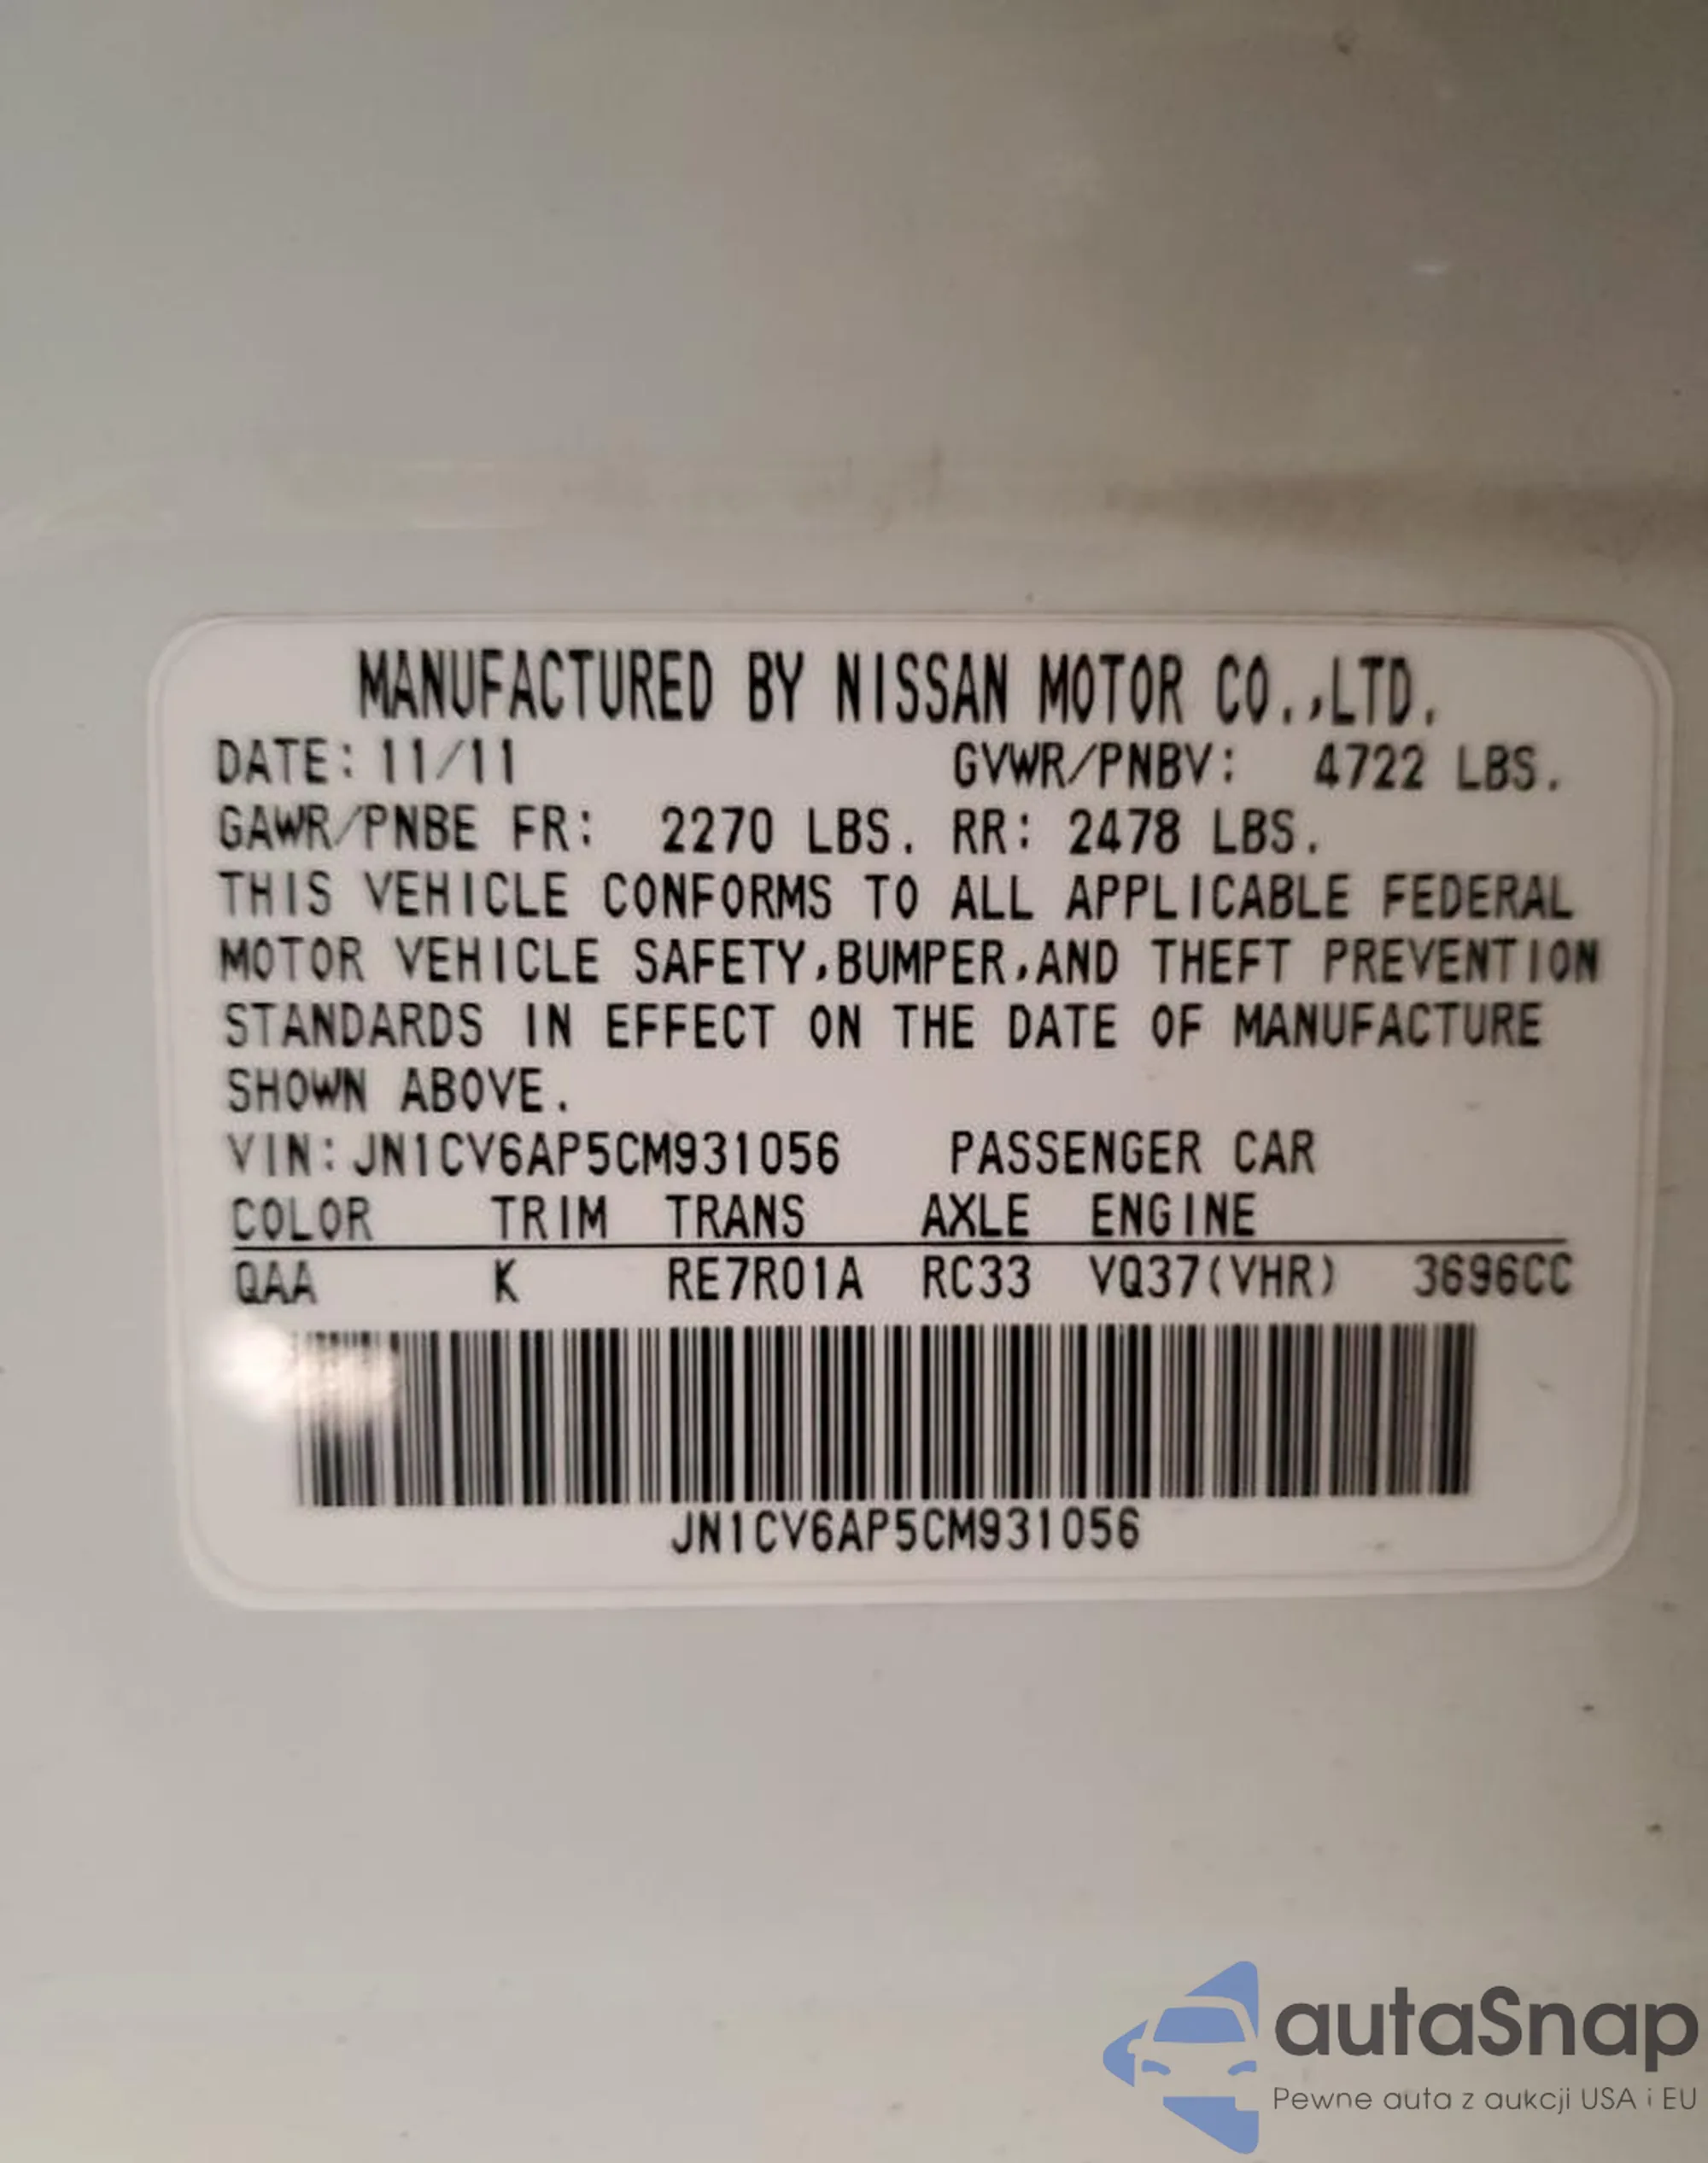 MANUFACTURED BY NISSAN MOTOR CO.,LTD.
DATE: 11/11 GVWR/PNBV: 4722 LBS.
GAWR/PNBE FR: 2270 LBS. RR: 2478 LBS.
THIS VEHICLE CONFORMS TO ALL APPLICABLE FEDERAL
MOTOR VEHICLE SAFETY,BUMPER,AND THEFT PREVENTION
STANDARDS IN EFFECT ON THE DATE OF MANUFACTURE
SHOWN ABOVE.
VIN: JN1CV6AP5CM931056 PASSENGER CAR
COLOR TRIM TRANS AXLE ENGINE
QAA K RE7R01A RC33 VQ37(VHR) 3696CC
JN1CV6AP5CM931056
autaSnap
Pewne auta z aukcji USA i EU